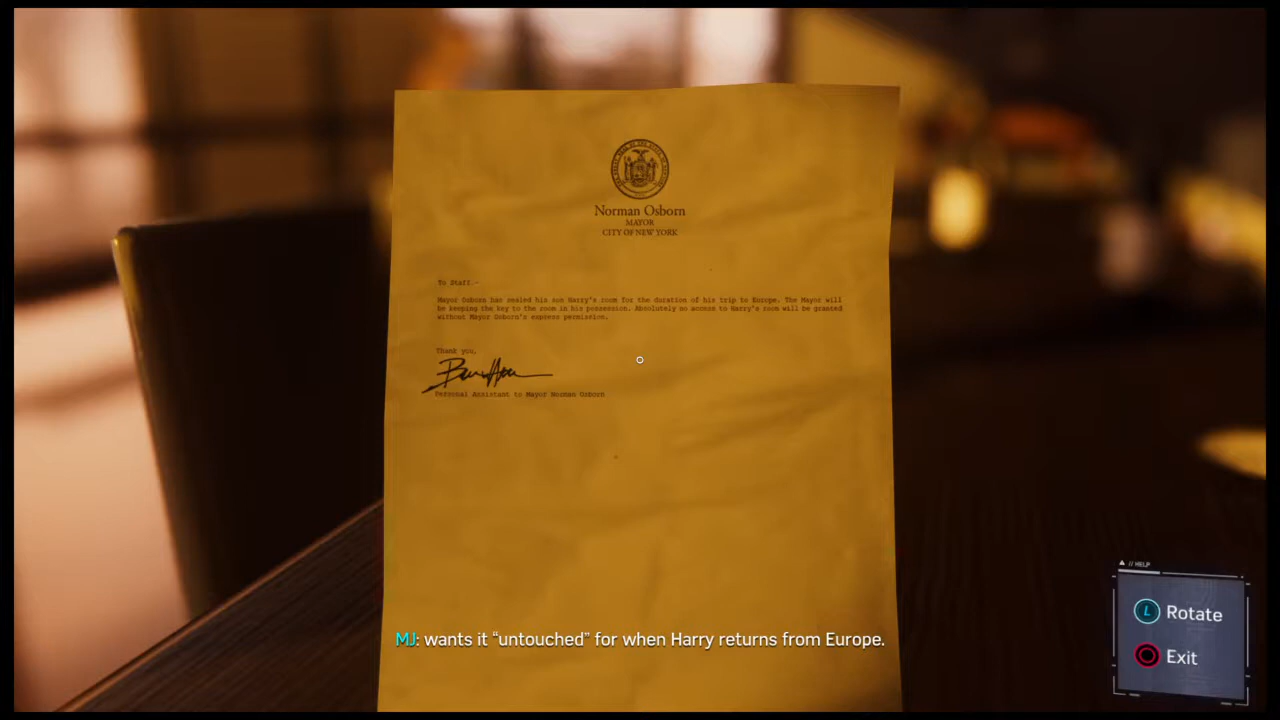 Norman Osborn
MAYOR
CITY OF NEW YORK
To Staff -
Mayor Osborn has sealed his son Harry's room for the duration of his trip to Europe. The Mayor will
be keeping the key to the room in his possession. Absolutely no access to Harry's room will be granted
without Mayor Osborn's express permission.
Thank you,
Personal Assistant to Mayor Norman Osborn
MJ: wants it “untouched” for when Harry returns from Europe.
// HELP
L Rotate
Exit